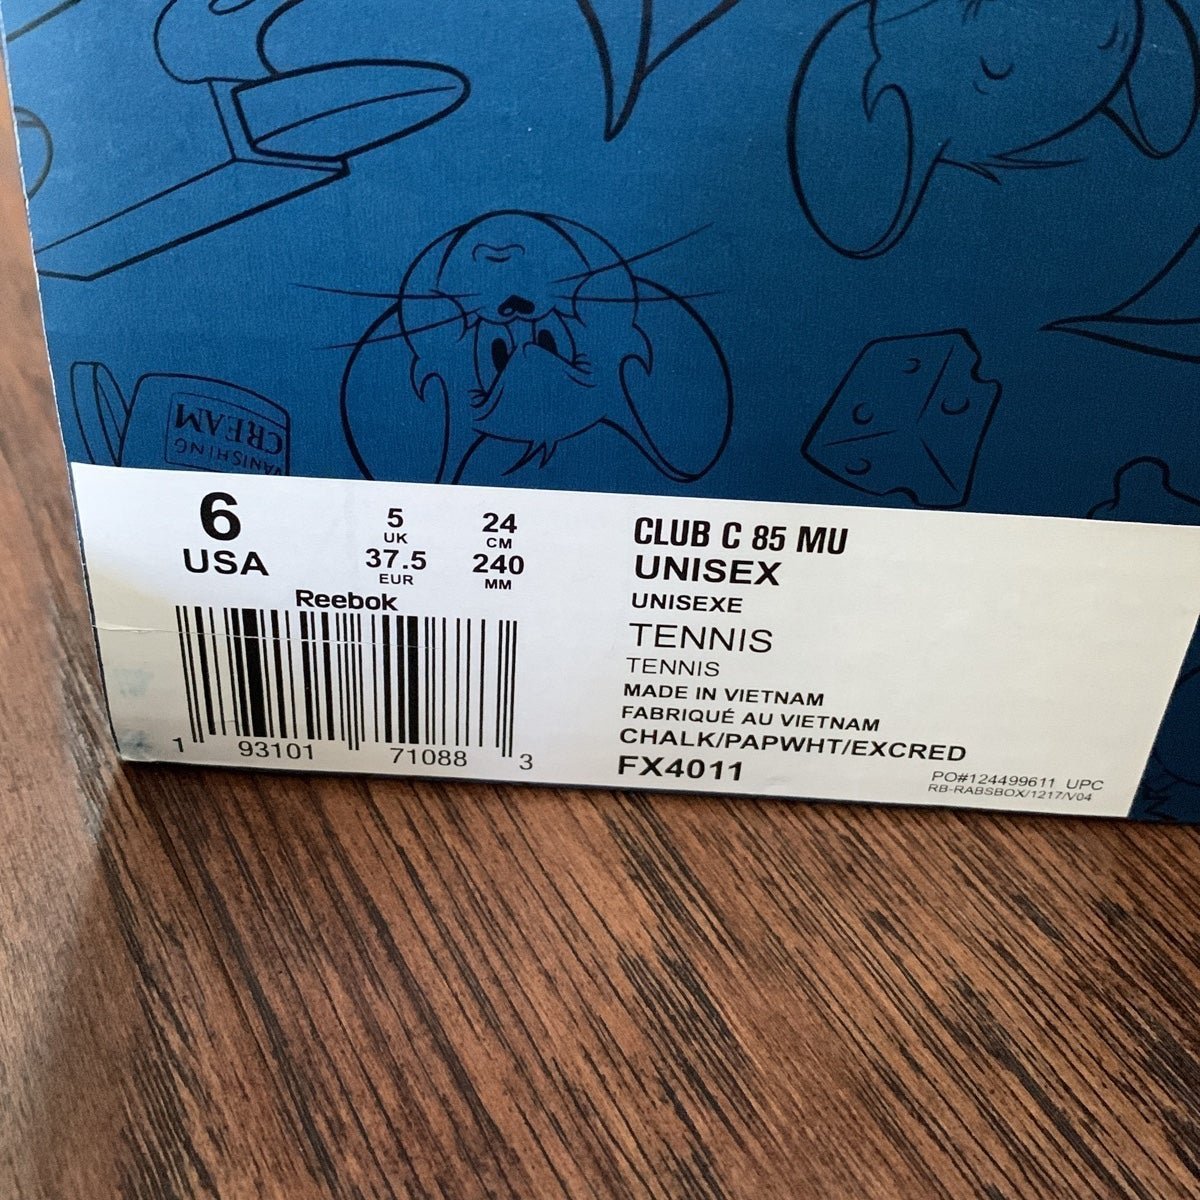 VANISHING
CREAM
6
USA
5
UK
37.5
EUR
24
CM
240
MM
Reebok
1 93101 71088 3
CLUB C 85 MU
UNISEX
UNISEXE
TENNIS
TENNIS
MADE IN VIETNAM
FABRIQUÉ AU VIETNAM
CHALK/PAPWHT/EXCRED
FX4011
PO#124499611 UPC
RB-RABSBOX/1217/V04